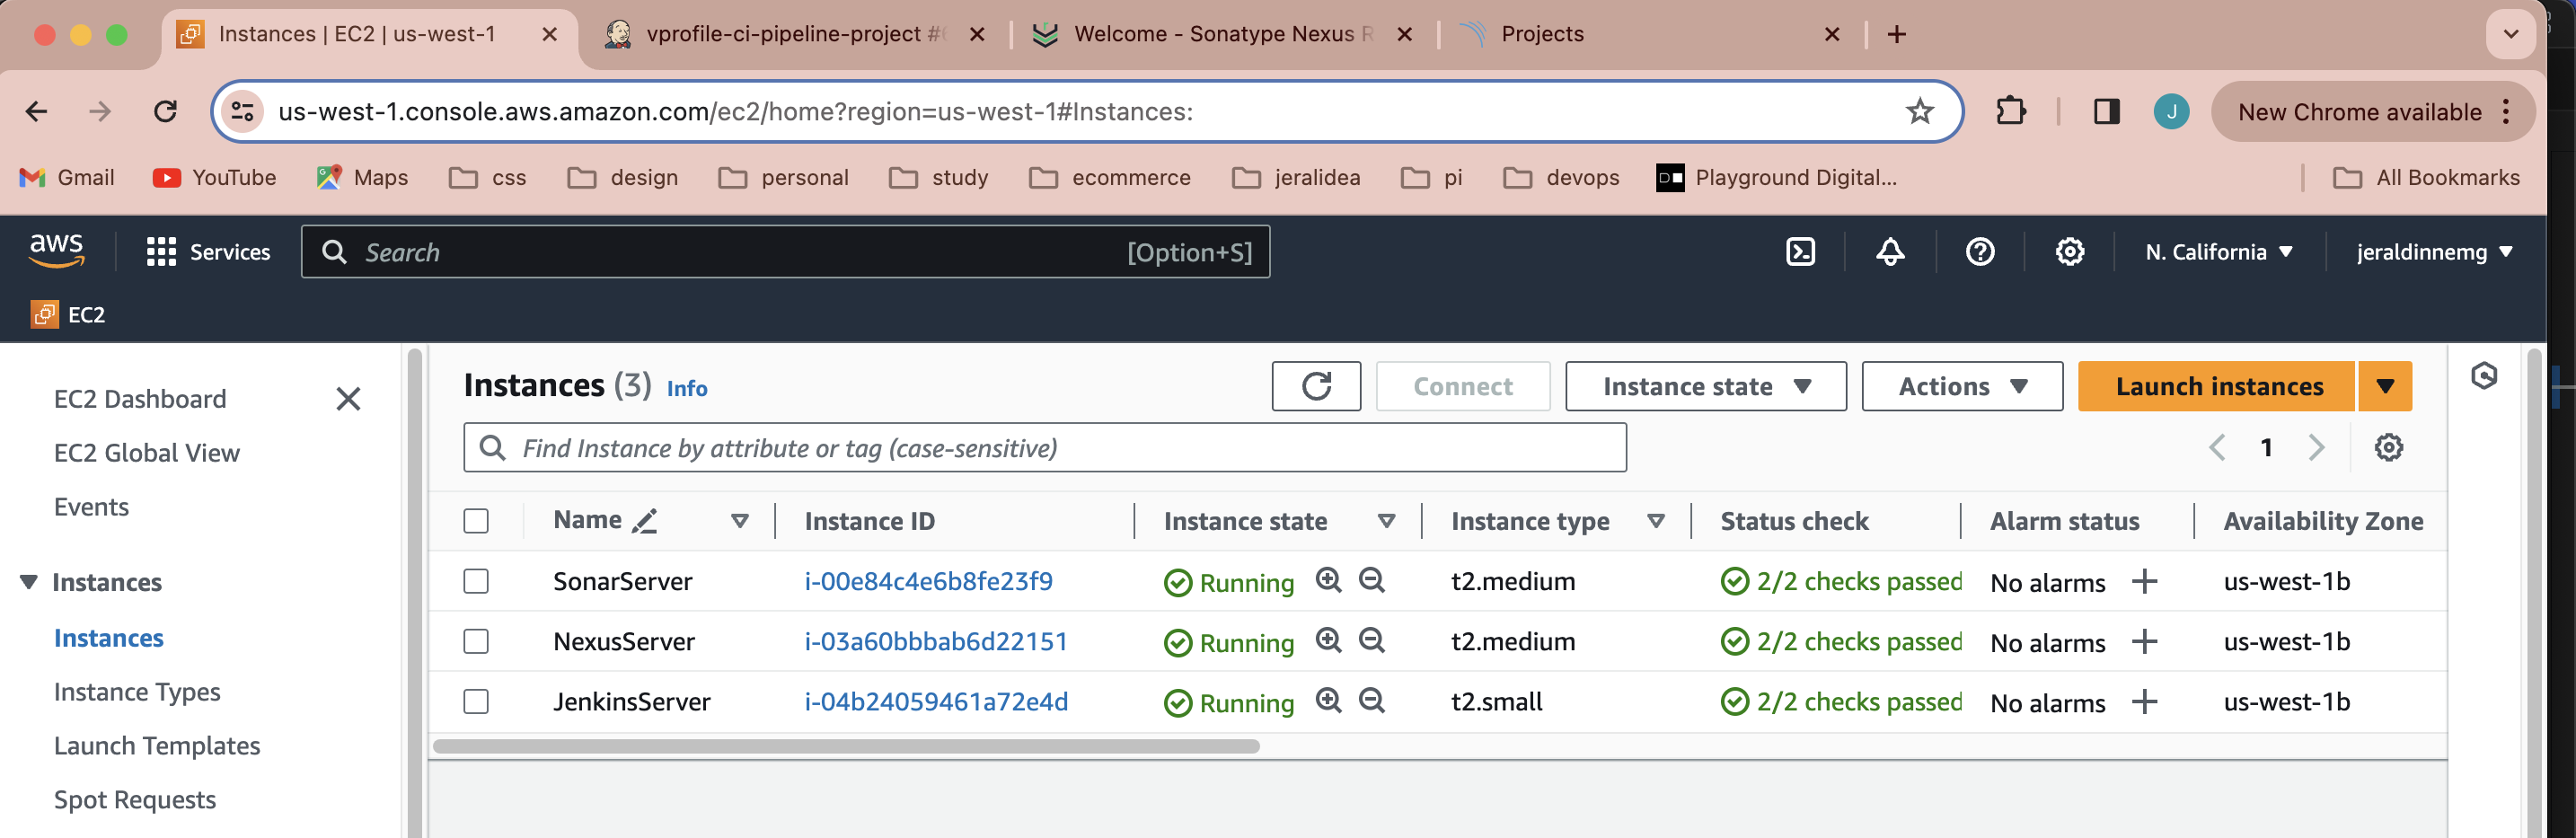 Instances | EC2 | us-west-1
vprofile-ci-pipeline-project #
Welcome - Sonatype Nexus R
Projects
us-west-1.console.aws.amazon.com/ec2/home?region=us-west-1#Instances:
J
New Chrome available
Gmail YouTube Maps css design personal study ecommerce jeralidea pi devops Playground Digital... All Bookmarks
aws Services Search [Option+S] N. California jeraldinnemg
EC2
EC2 Dashboard
EC2 Global View
Events
Instances
Instances
Instance Types
Launch Templates
Spot Requests
Instances (3) Info Connect Instance state Actions Launch instances
Find Instance by attribute or tag (case-sensitive) 1
Name Instance ID Instance state Instance type Status check Alarm status Availability Zone
SonarServer i-00e84c4e6b8fe23f9 Running t2.medium 2/2 checks passed No alarms us-west-1b
NexusServer i-03a60bbbab6d22151 Running t2.medium 2/2 checks passed No alarms us-west-1b
JenkinsServer i-04b24059461a72e4d Running t2.small 2/2 checks passed No alarms us-west-1b